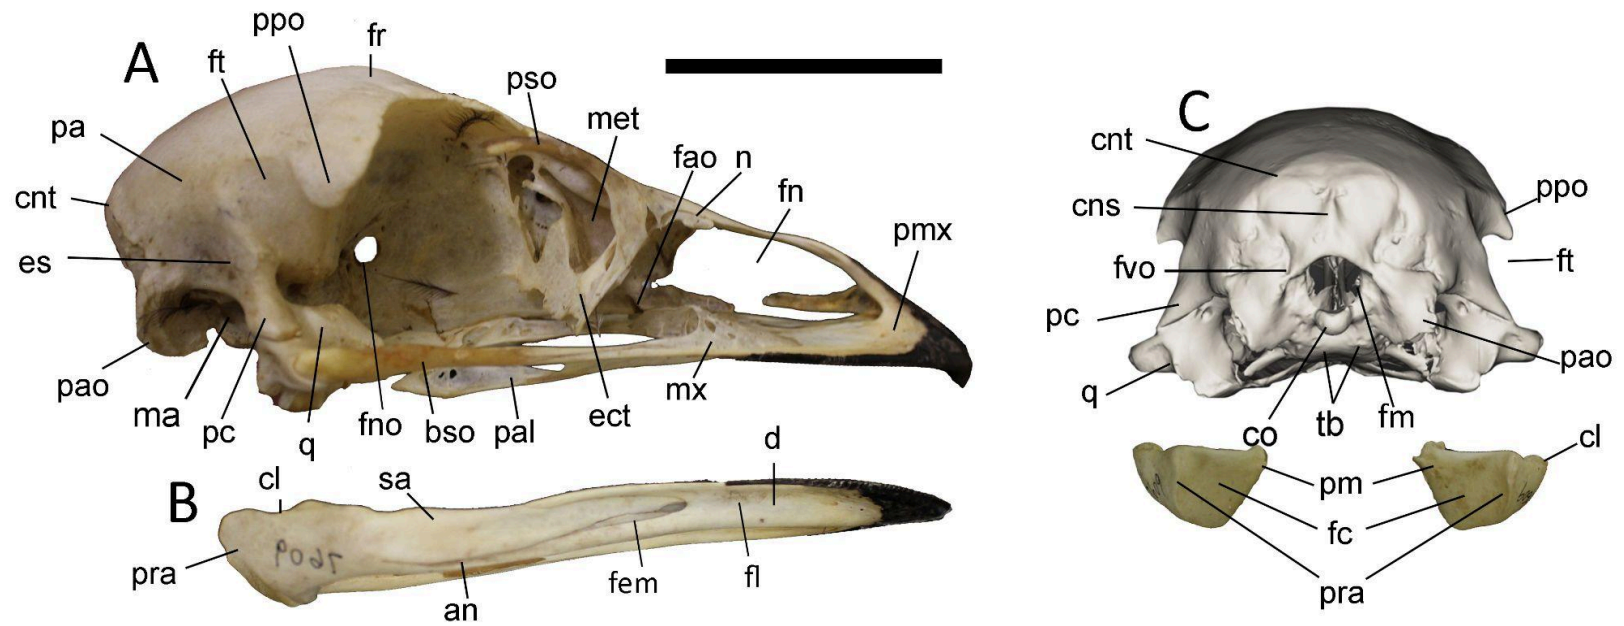 A
ppo
fr
ft
pso
pa
met
fao
n
fn
cnt
pmx
es
pao
ma
pc
q
fno
bso
pal
ect
mx
B
cl
sa
d
7609
pra
an
fem
fl
C
cnt
ppo
cns
fvo
ft
pc
pao
q
co
tb
fm
cl
pm
fc
pra